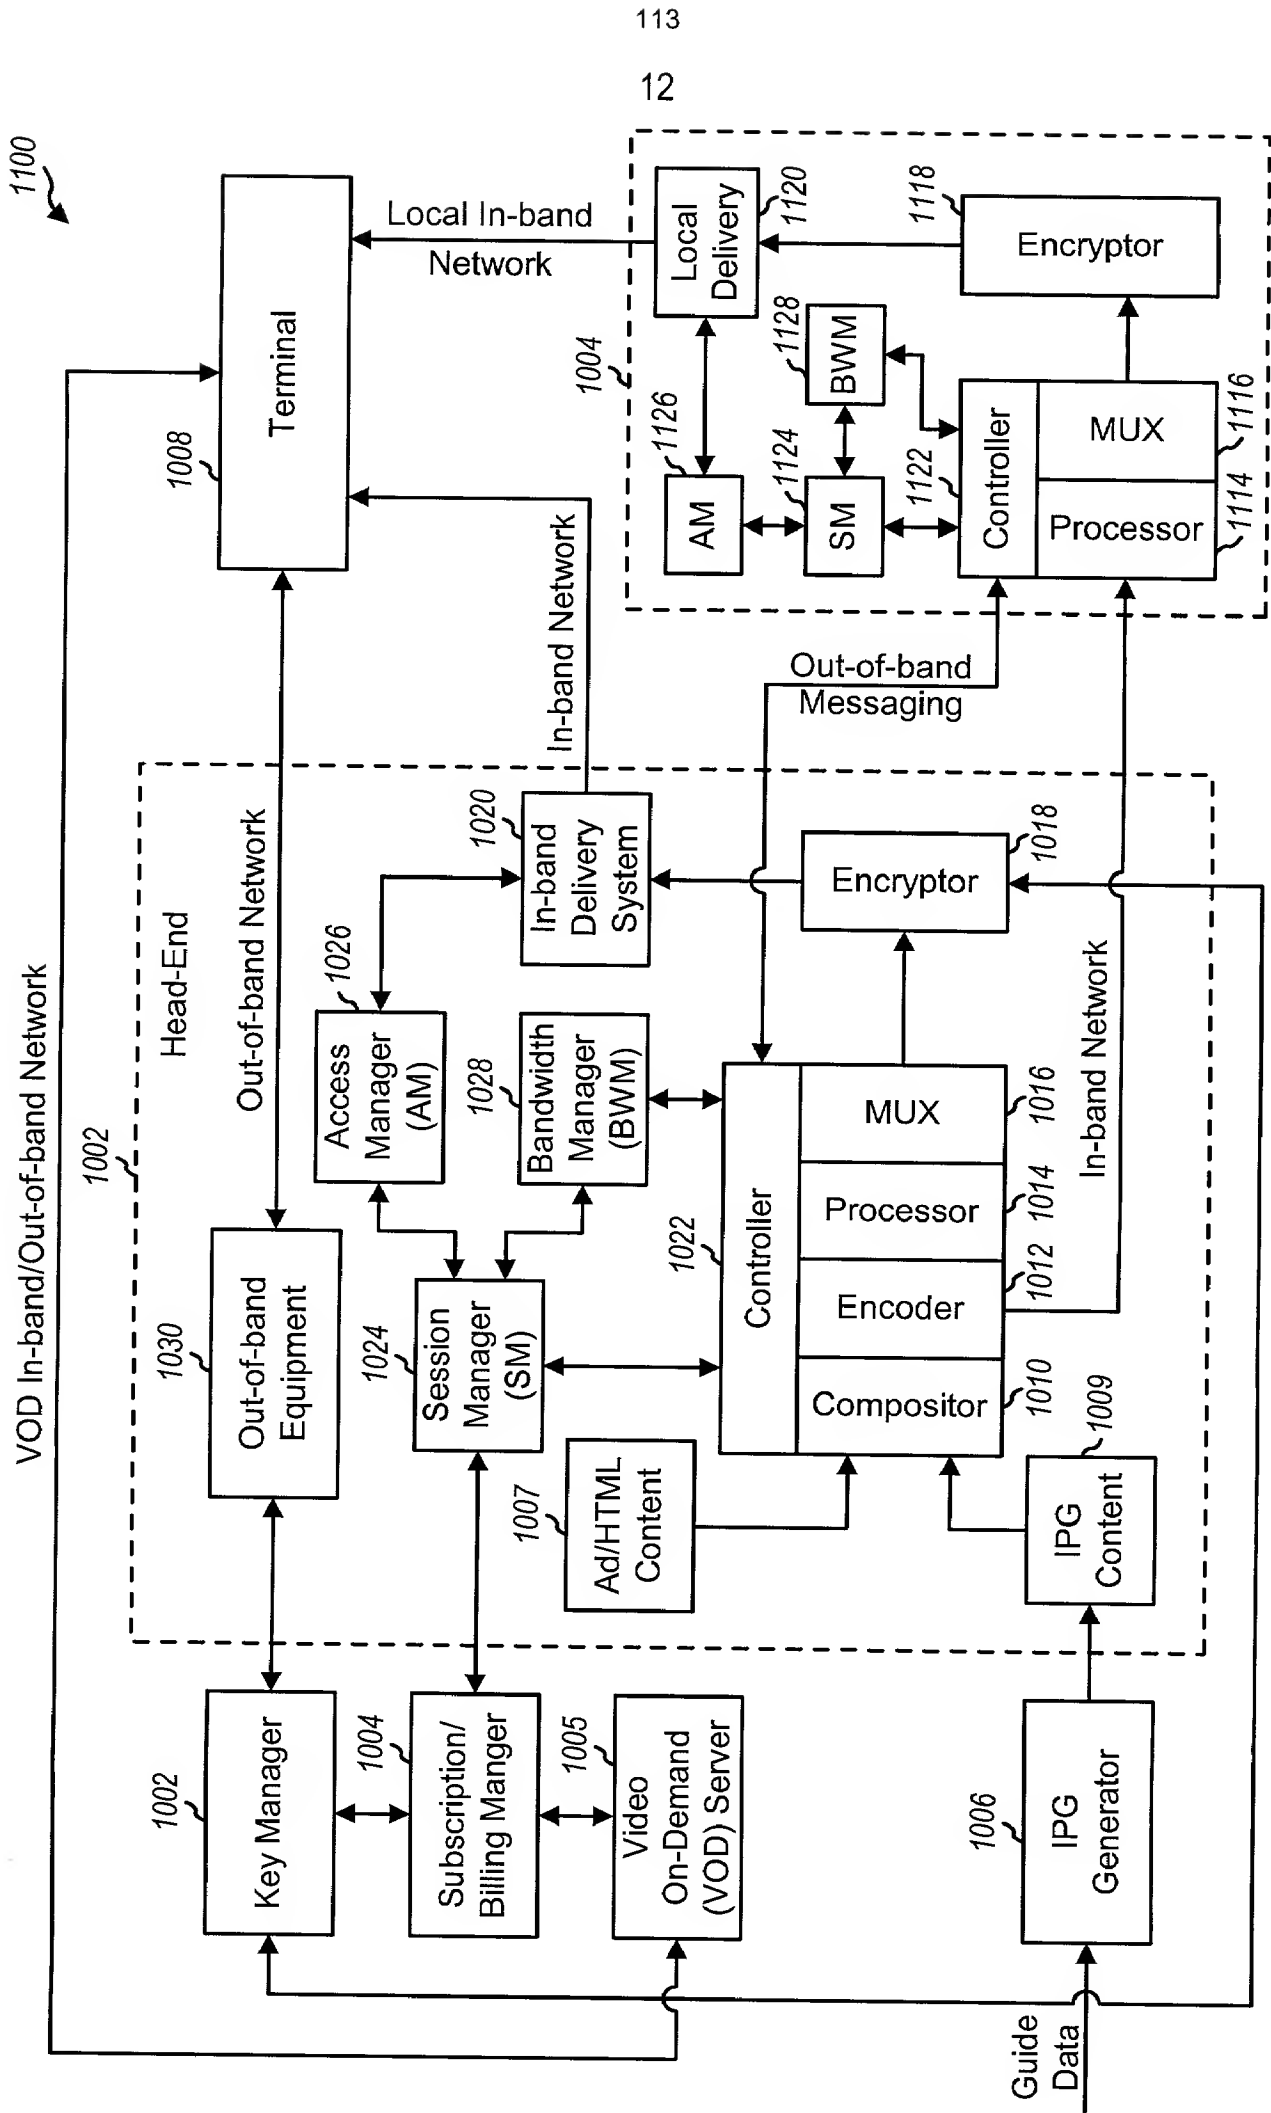 113
12
1100
VOD In-band/Out-of-band Network
1002
Head-End
Out-of-band Network
1002
Key Manager
1030
Out-of-band
Equipment
1008
Terminal
1004
Subscription/
Billing Manger
1024
Session
Manager
(SM)
1026
Access
Manager
(AM)
1028
Bandwidth
Manager
(BWM)
1020
In-band
Delivery
System
In-band Network
Local In-band
Network
1005
Video
On-Demand
(VOD) Server
1007
Ad/HTML
Content
1022
Controller
Compositor
1010
Encoder
1012
Processor
1014
MUX
1016
Encryptor
1018
Out-of-band
Messaging
In-band Network
1006
IPG
Generator
1009
IPG
Content
Guide
Data
1004
1126
AM
1124
SM
1128
BWM
Local
Delivery
1120
1122
Controller
Processor
1114
MUX
1116
1118
Encryptor